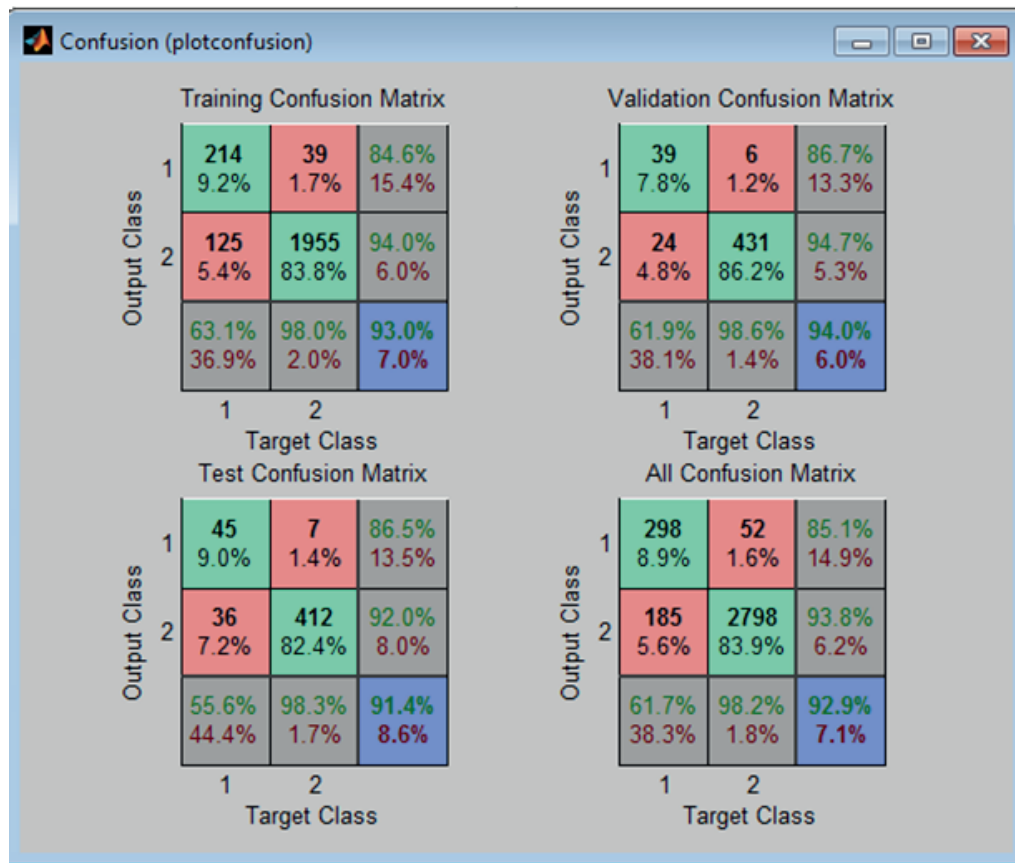 Confusion (plotconfusion)
Training Confusion Matrix
Output Class
1
214 39 84.6%
9.2% 1.7% 15.4%
2
125 1955 94.0%
5.4% 83.8% 6.0%
63.1% 98.0% 93.0%
36.9% 2.0% 7.0%
1 2
Target Class
Validation Confusion Matrix
Output Class
1
39 6 86.7%
7.8% 1.2% 13.3%
2
24 431 94.7%
4.8% 86.2% 5.3%
61.9% 98.6% 94.0%
38.1% 1.4% 6.0%
1 2
Target Class
Test Confusion Matrix
Output Class
1
45 7 86.5%
9.0% 1.4% 13.5%
2
36 412 92.0%
7.2% 82.4% 8.0%
55.6% 98.3% 91.4%
44.4% 1.7% 8.6%
1 2
Target Class
All Confusion Matrix
Output Class
1
298 52 85.1%
8.9% 1.6% 14.9%
2
185 2798 93.8%
5.6% 83.9% 6.2%
61.7% 98.2% 92.9%
38.3% 1.8% 7.1%
1 2
Target Class